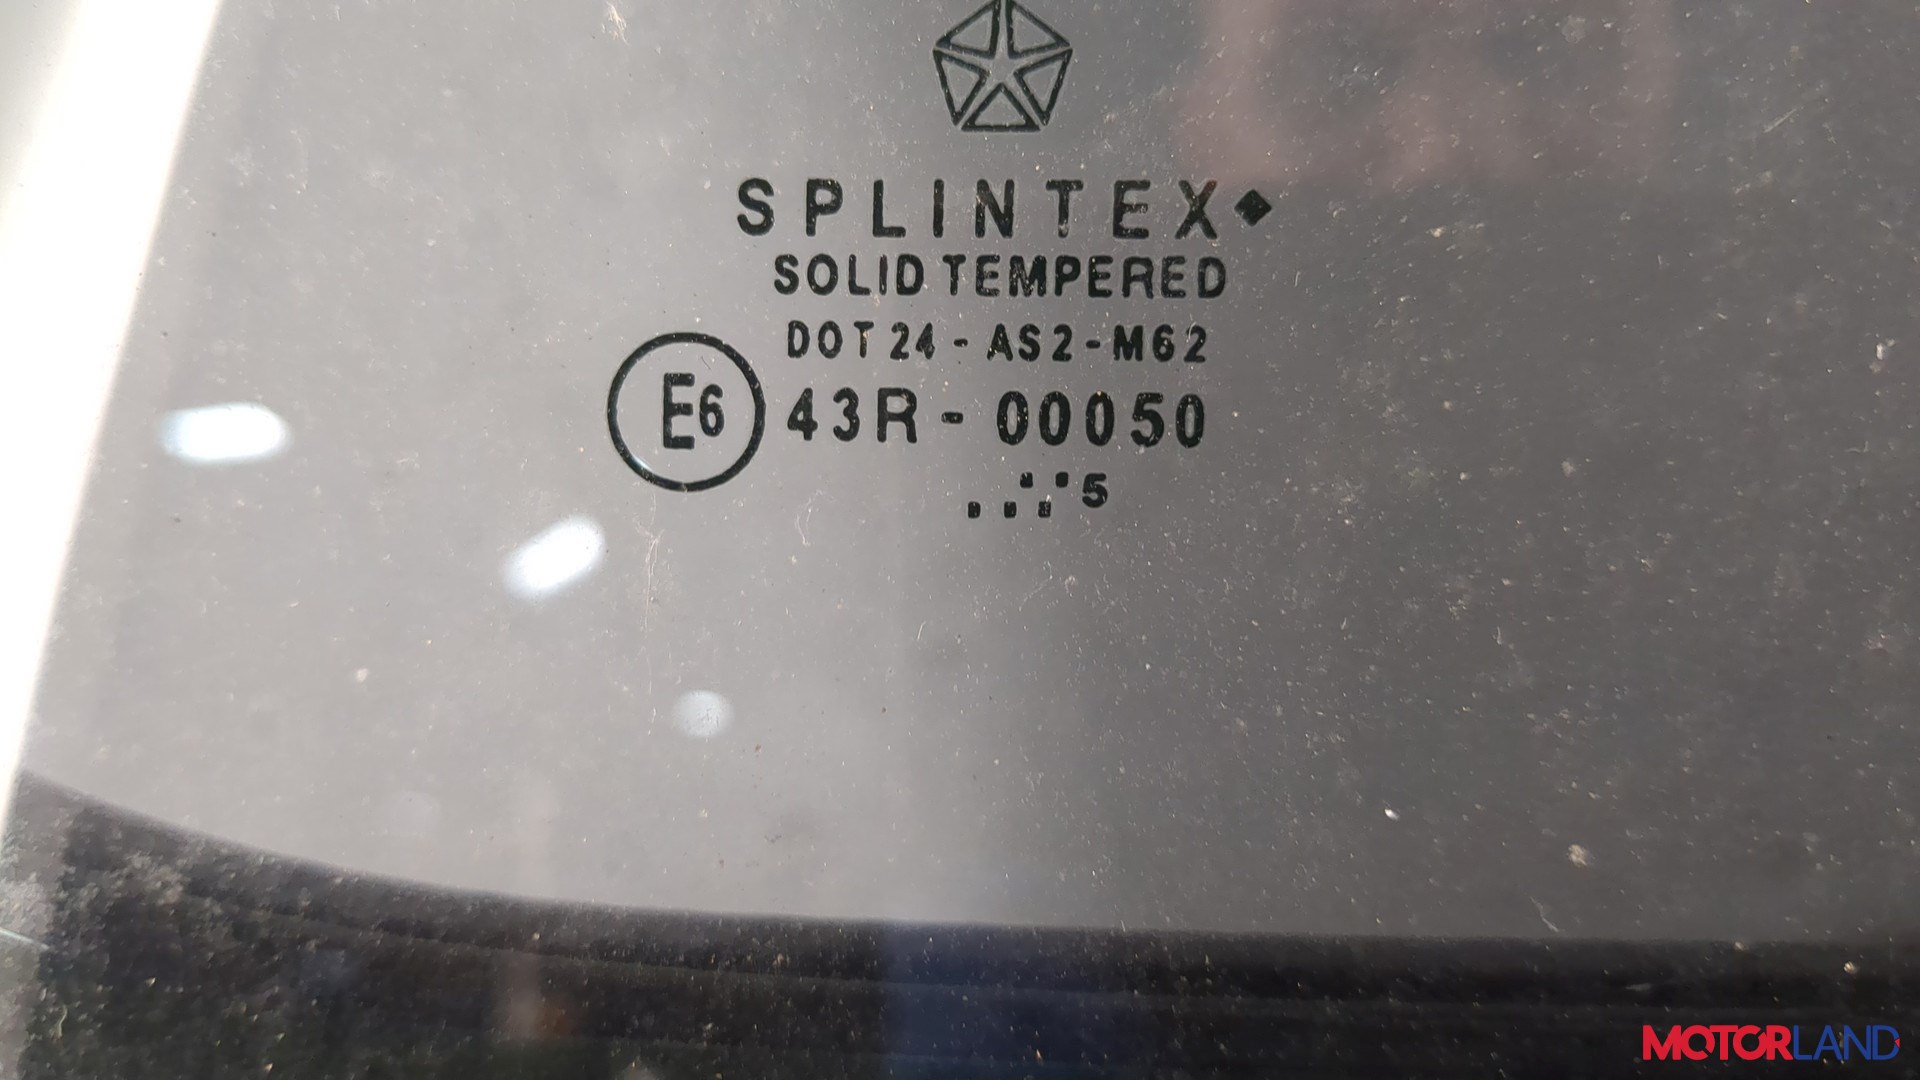 SPLINTEX◆
SOLID TEMPERED
DOT 24 - AS2 - M62
E6 43R - 00050
5
MOTORLAND